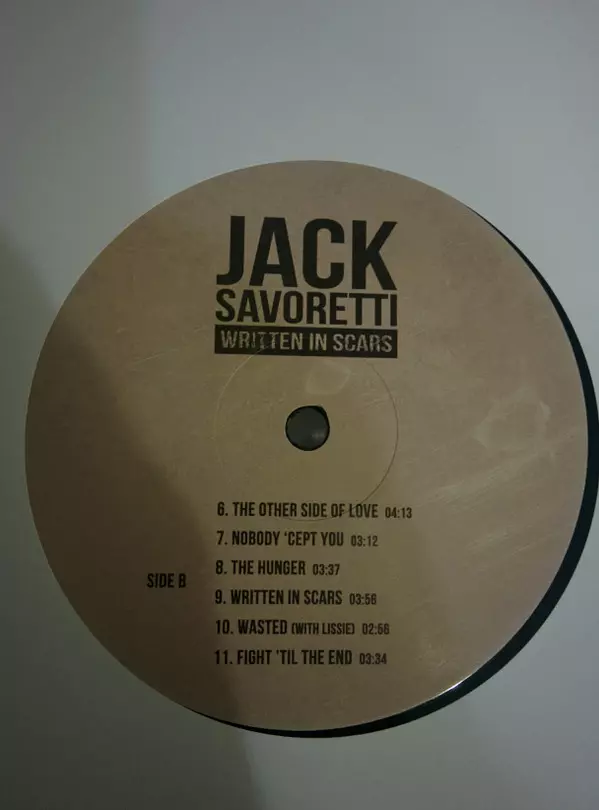 JACK
SAVORETTI
WRITTEN IN SCARS
6. THE OTHER SIDE OF LOVE 04:13
7. NOBODY 'CEPT YOU 03:12
8. THE HUNGER 03:37
SIDE B
9. WRITTEN IN SCARS 03:56
10. WASTED (WITH LISSIE) 02:56
11. FIGHT 'TIL THE END 03:34